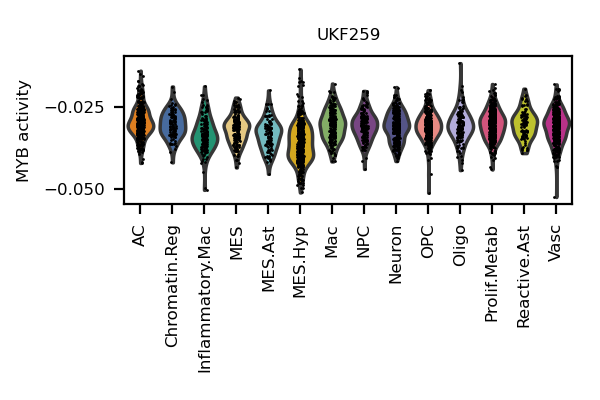 UKF259
MYB activity
−0.025
−0.050
AC
Chromatin.Reg
Inflammatory.Mac
MES
MES.Ast
MES.Hyp
Mac
NPC
Neuron
OPC
Oligo
Prolif.Metab
Reactive.Ast
Vasc